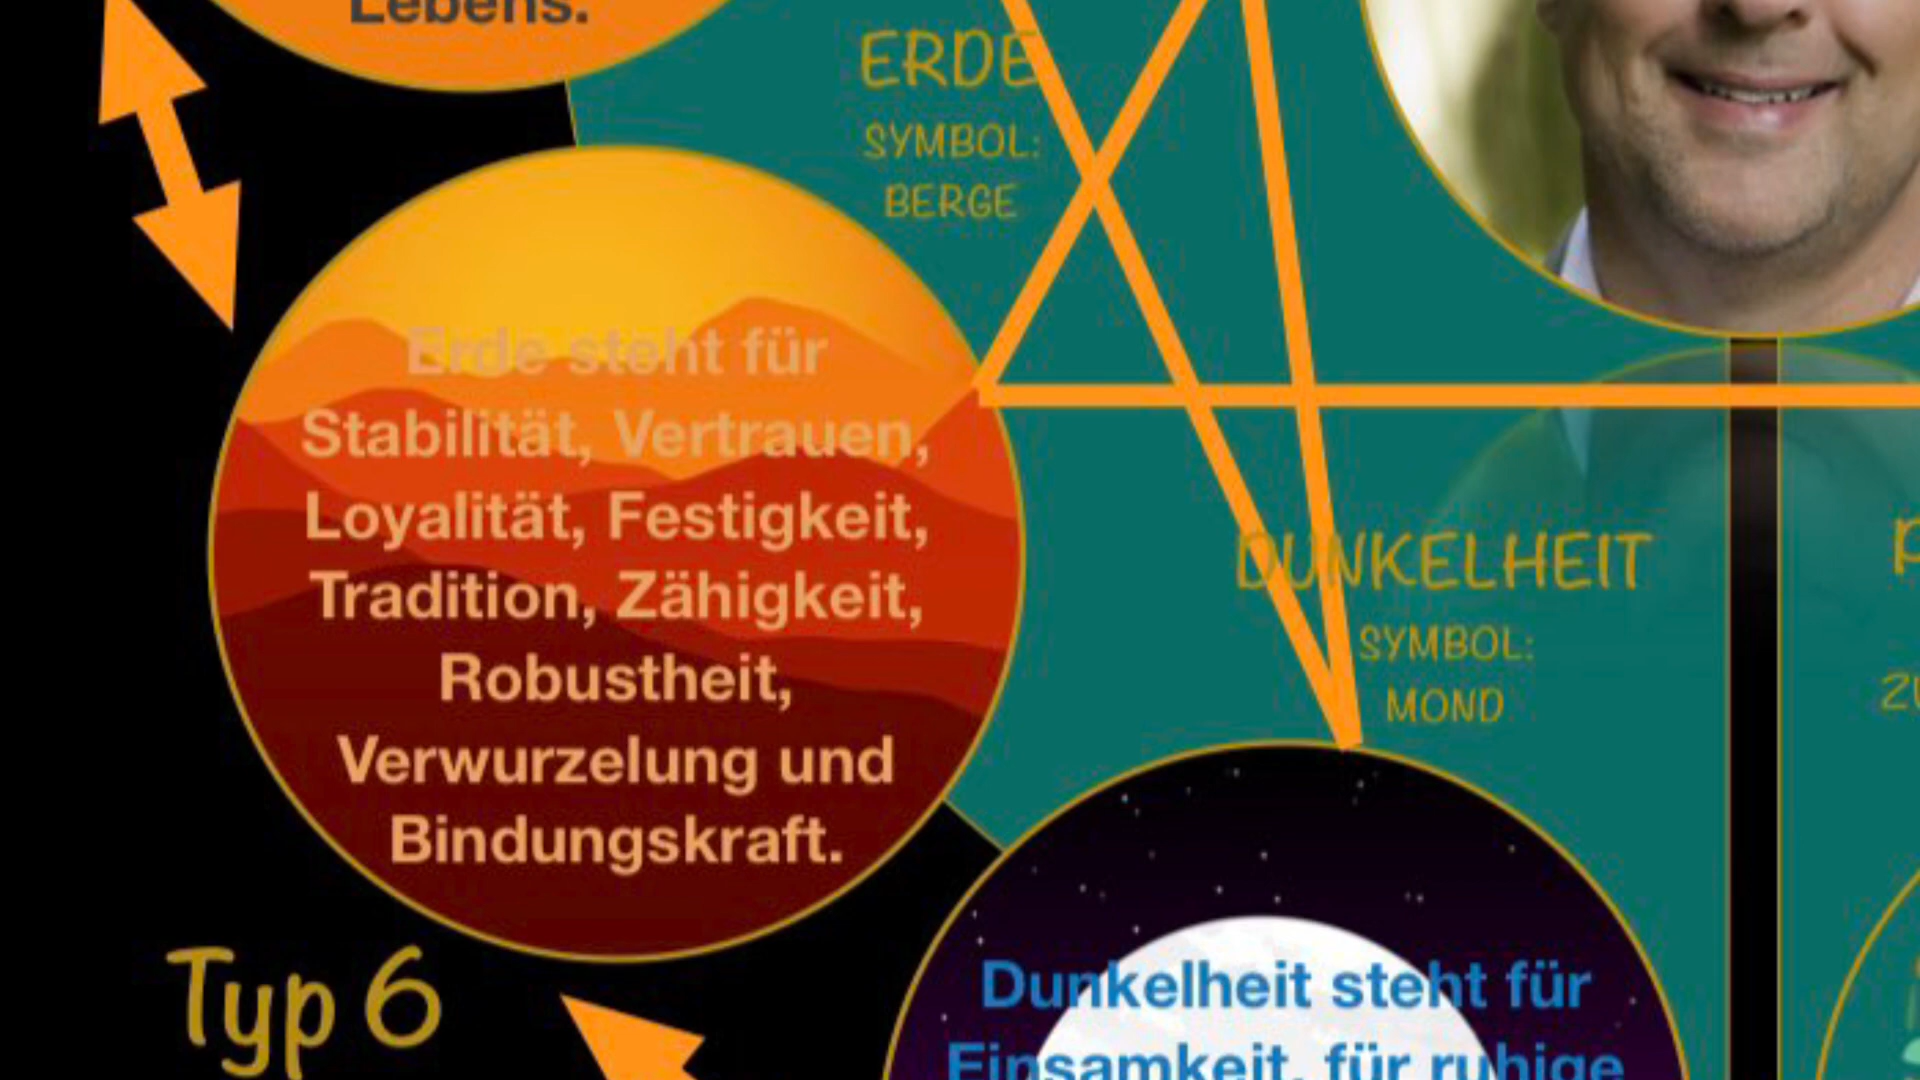 Lebens.
ERDE
SYMBOL:
BERGE
Erde steht für
Stabilität, Vertrauen,
Loyalität, Festigkeit,
Tradition, Zähigkeit,
Robustheit,
Verwurzelung und
Bindungskraft.
Typ 6
DUNKELHEIT
SYMBOL:
MOND
Dunkelheit steht für
Einsamkeit, für ruhige